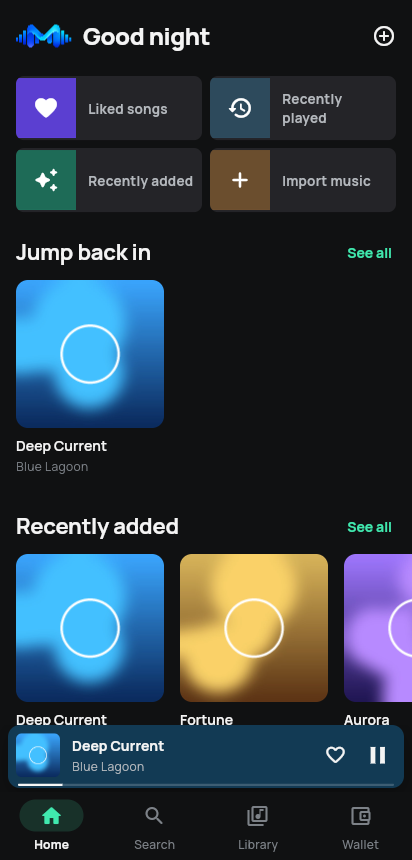 Good night
Liked songs
Recently
played
Recently added
Import music
Jump back in
See all
Deep Current
Blue Lagoon
Recently added
See all
Deep Current
Fortune
Aurora
Deep Current
Blue Lagoon
Home
Search
Library
Wallet